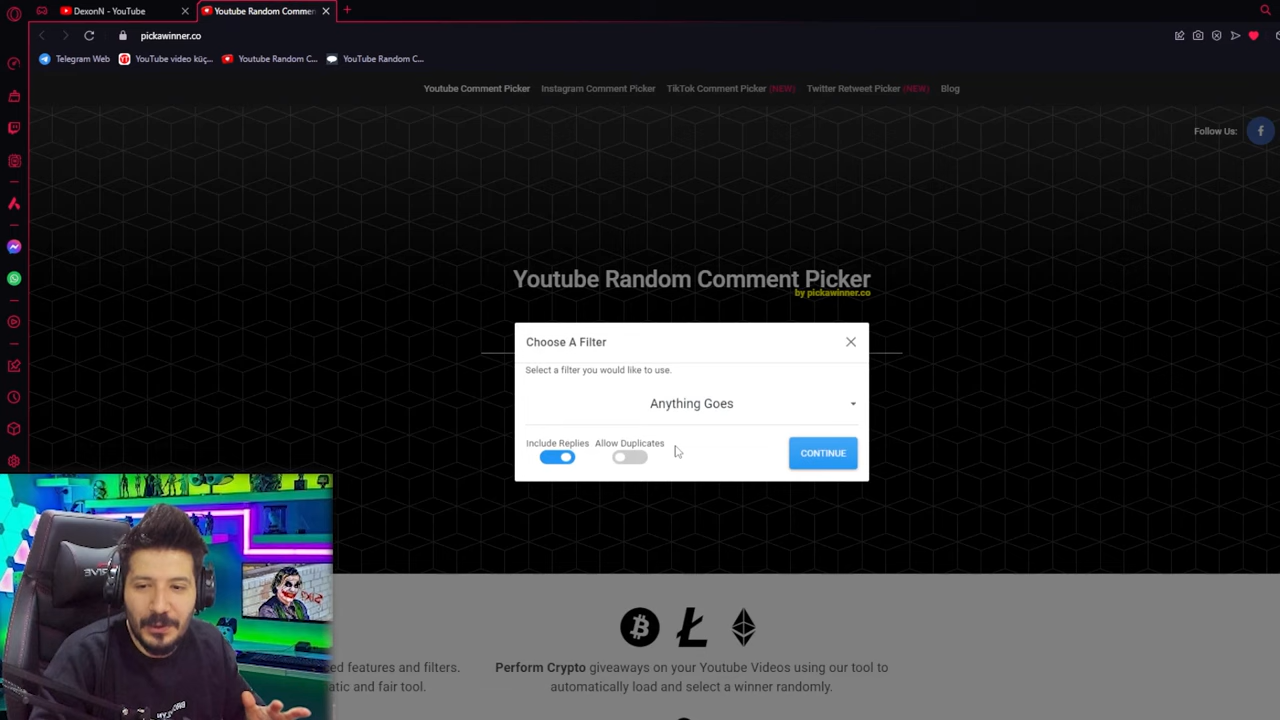 DexonN - YouTube
Youtube Random Commen
pickawinner.co
Telegram Web
YouTube video küç...
Youtube Random C...
YouTube Random C...
Youtube Comment Picker
Instagram Comment Picker
TikTok Comment Picker (NEW)
Twitter Retweet Picker (NEW)
Blog
Follow Us:
Youtube Random Comment Picker
by pickawinner.co
Choose A Filter
Select a filter you would like to use.
Anything Goes
Include Replies
Allow Duplicates
CONTINUE
ed features and filters.
atic and fair tool.
Perform Crypto giveaways on your Youtube Videos using our tool to
automatically load and select a winner randomly.